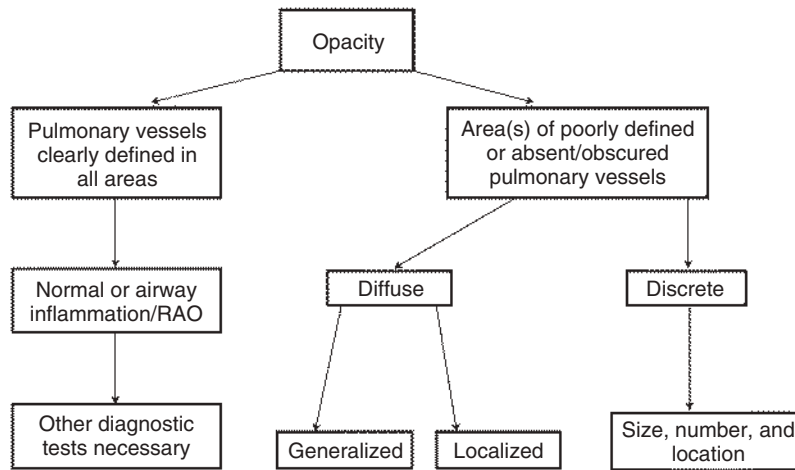 Opacity
Pulmonary vessels
clearly defined in
all areas
Area(s) of poorly defined
or absent/obscured
pulmonary vessels
Normal or airway
inflammation/RAO
Diffuse
Discrete
Other diagnostic
tests necessary
Generalized
Localized
Size, number, and
location